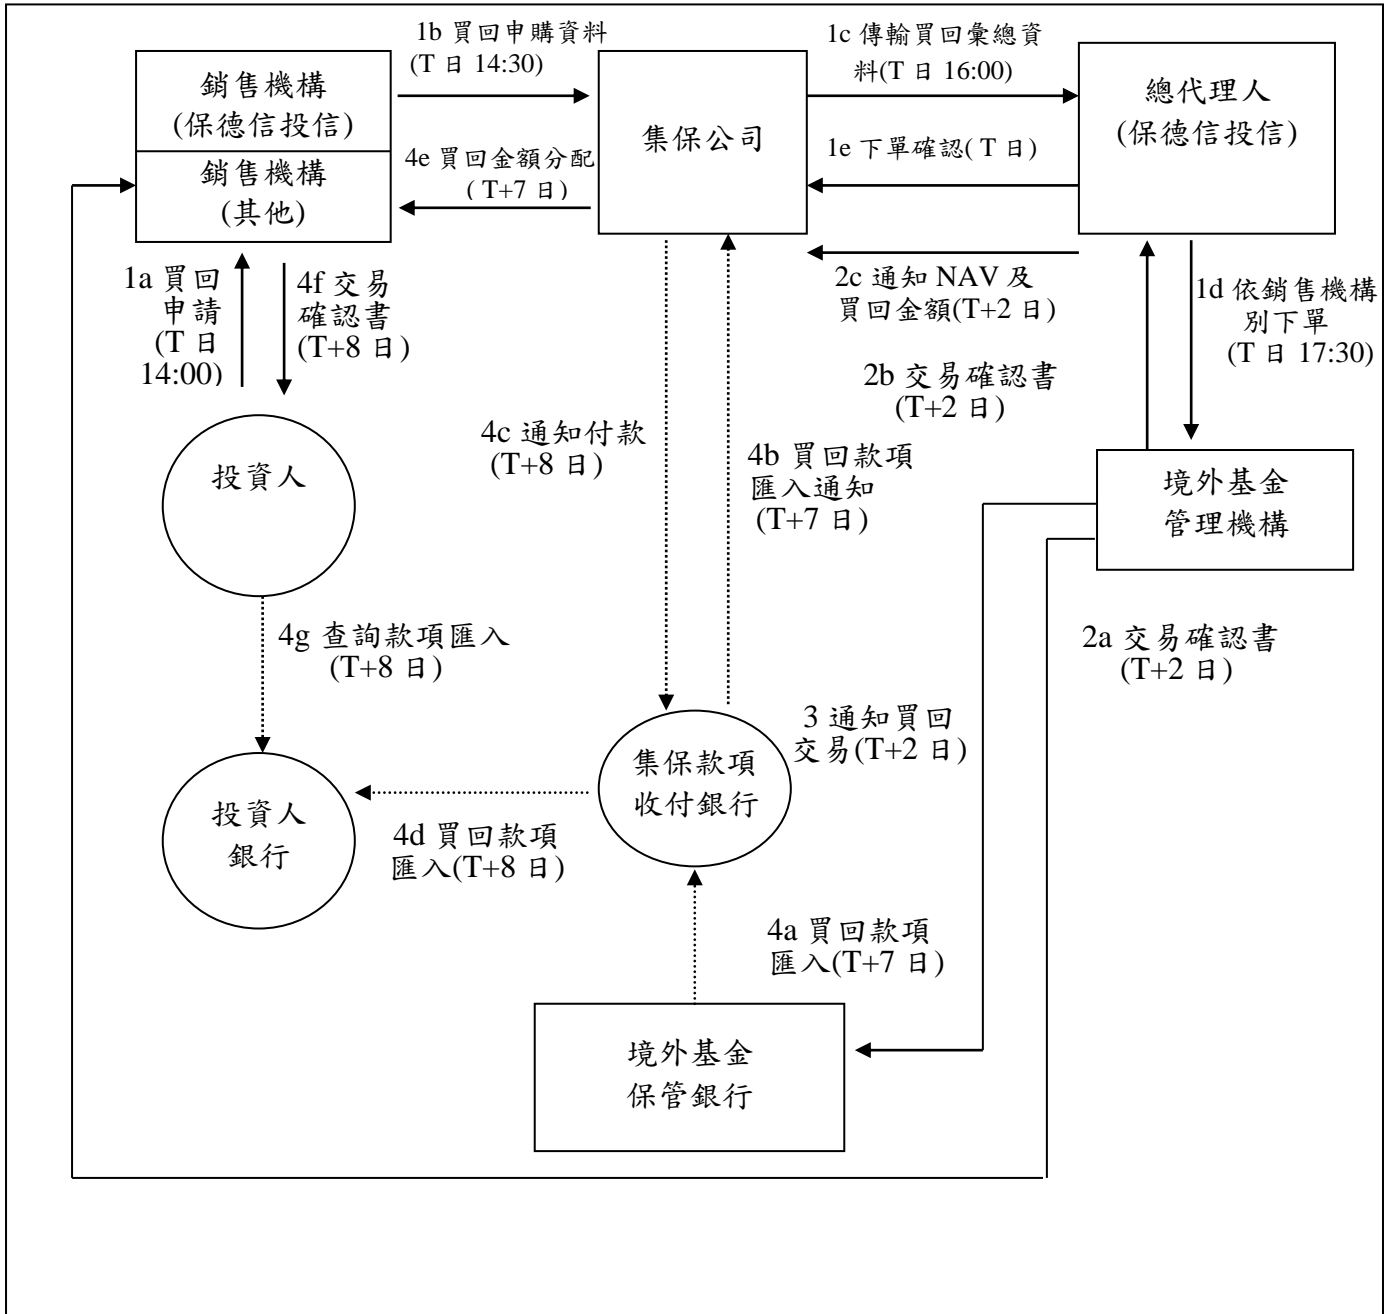 1b 買回申購資料
(T 日 14:30)
1c 傳輸買回彙總資
料(T 日 16:00)
銷售機構
(保德信投信)
銷售機構
(其他)
集保公司
總代理人
(保德信投信)
4e 買回金額分配
( T+7 日)
1e 下單確認( T 日)
2c 通知 NAV 及
買回金額(T+2 日)
1a 買回
申請
(T 日
14:00)
4f 交易
確認書
(T+8 日)
1d 依銷售機構
別下單
(T 日 17:30)
2b 交易確認書
(T+2 日)
4c 通知付款
(T+8 日)
4b 買回款項
匯入通知
(T+7 日)
投資人
境外基金
管理機構
4g 查詢款項匯入
(T+8 日)
2a 交易確認書
(T+2 日)
3 通知買回
交易(T+2 日)
集保款項
收付銀行
投資人
銀行
4d 買回款項
匯入(T+8 日)
4a 買回款項
匯入(T+7 日)
境外基金
保管銀行